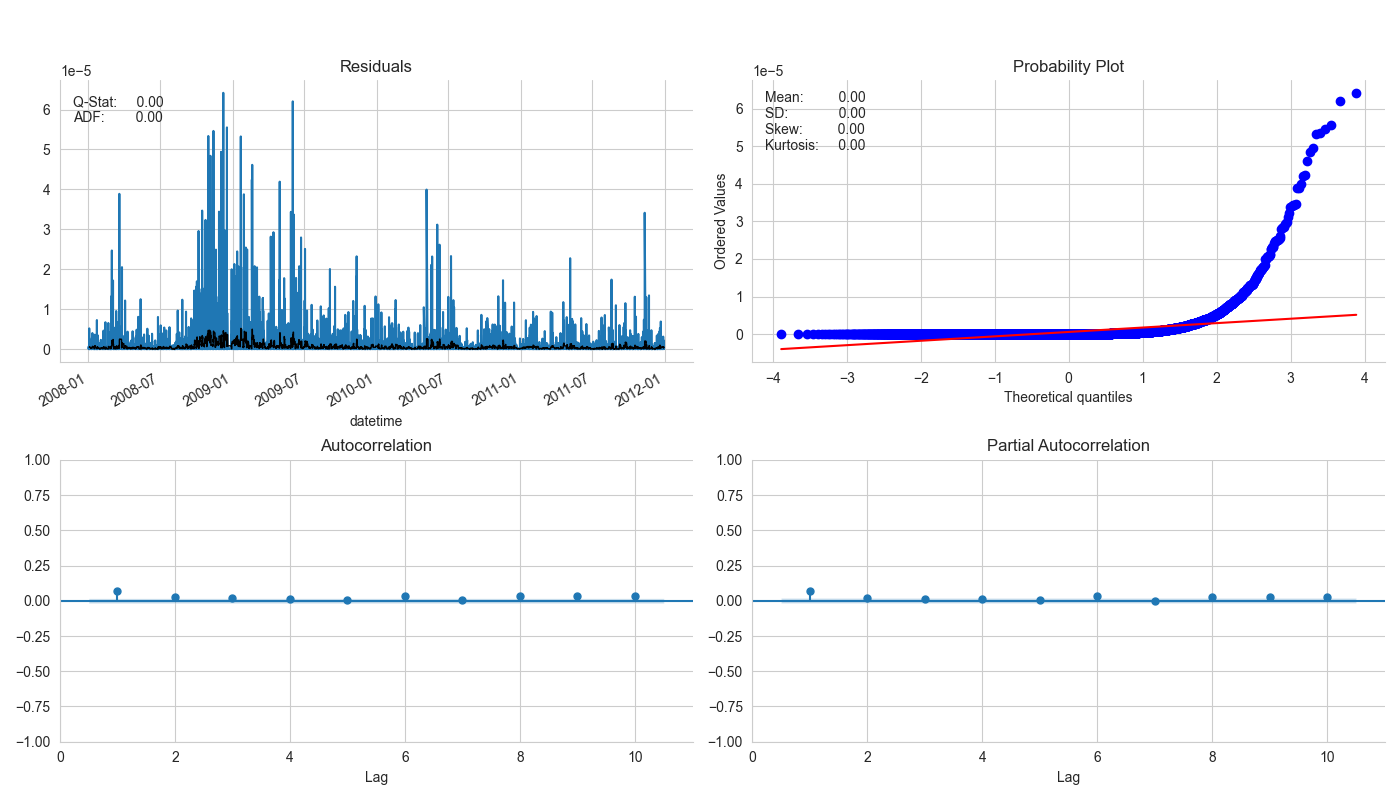 Residuals
1e−5
Q-Stat: 0.00
ADF: 0.00
6
5
4
3
2
1
0
2008-01
2008-07
2009-01
2009-07
2010-01
2010-07
2011-01
2011-07
2012-01
datetime
Probability Plot
1e−5
Mean: 0.00
SD: 0.00
Skew: 0.00
Kurtosis: 0.00
Ordered Values
6
5
4
3
2
1
0
−4 −3 −2 −1 0 1 2 3 4
Theoretical quantiles
Autocorrelation
1.00
0.75
0.50
0.25
0.00
−0.25
−0.50
−0.75
−1.00
0 2 4 6 8 10
Lag
Partial Autocorrelation
1.00
0.75
0.50
0.25
0.00
−0.25
−0.50
−0.75
−1.00
0 2 4 6 8 10
Lag